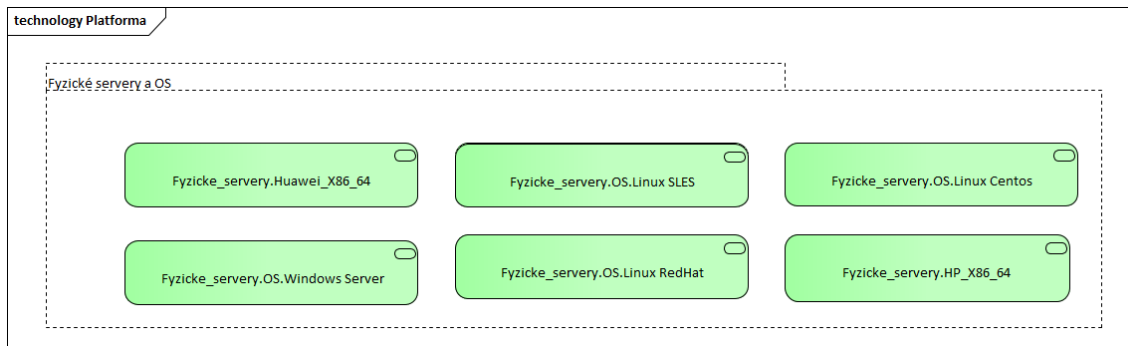 technology Platforma
Fyzické servery a OS
Fyzicke_servery.Huawei_X86_64
Fyzicke_servery.OS.Linux SLES
Fyzicke_servery.OS.Linux Centos
Fyzicke_servery.OS.Windows Server
Fyzicke_servery.OS.Linux RedHat
Fyzicke_servery.HP_X86_64